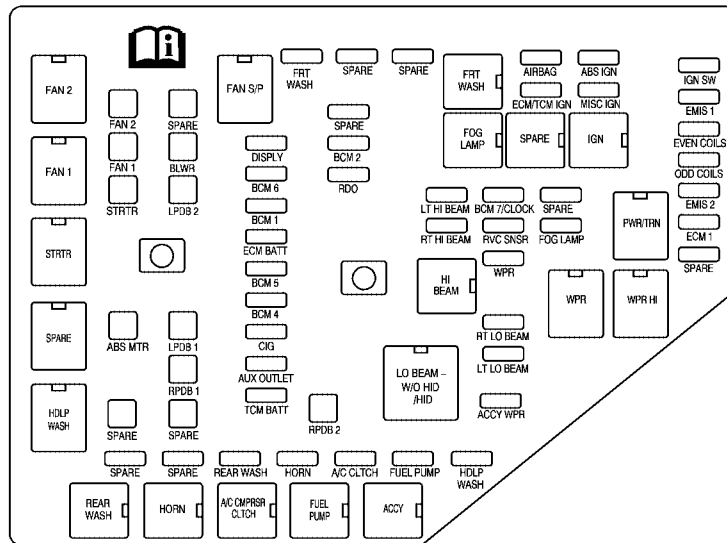 FAN 2
FAN S/P
FRT WASH
SPARE
SPARE
FRT WASH
AIRBAG
ABS IGN
IGN SW
FAN 2
SPARE
SPARE
ECM/TCM IGN
MISC IGN
EMIS 1
FAN 1
FAN 1
BLWR
DISPLY
BCM 2
FOG LAMP
SPARE
IGN
EVEN COILS
BCM 6
RDO
ODD COILS
STRTR
LPDB 2
BCM 1
LT HI BEAM
BCM 7/CLOCK
SPARE
EMIS 2
STRTR
ECM BATT
RT HI BEAM
RVC SNSR
FOG LAMP
PWR/TRN
ECM 1
BCM 5
HI BEAM
WPR
SPARE
BCM 4
WPR
WPR HI
SPARE
ABS MTR
LPDB 1
CIG
RT LO BEAM
RPDB 1
AUX OUTLET
LO BEAM –
W/O HID
/HID
LT LO BEAM
HDLP WASH
SPARE
SPARE
TCM BATT
RPDB 2
ACCY WPR
SPARE
SPARE
REAR WASH
HORN
A/C CLTCH
FUEL PUMP
HDLP WASH
REAR WASH
HORN
A/C CMPRSR CLTCH
FUEL PUMP
ACCY